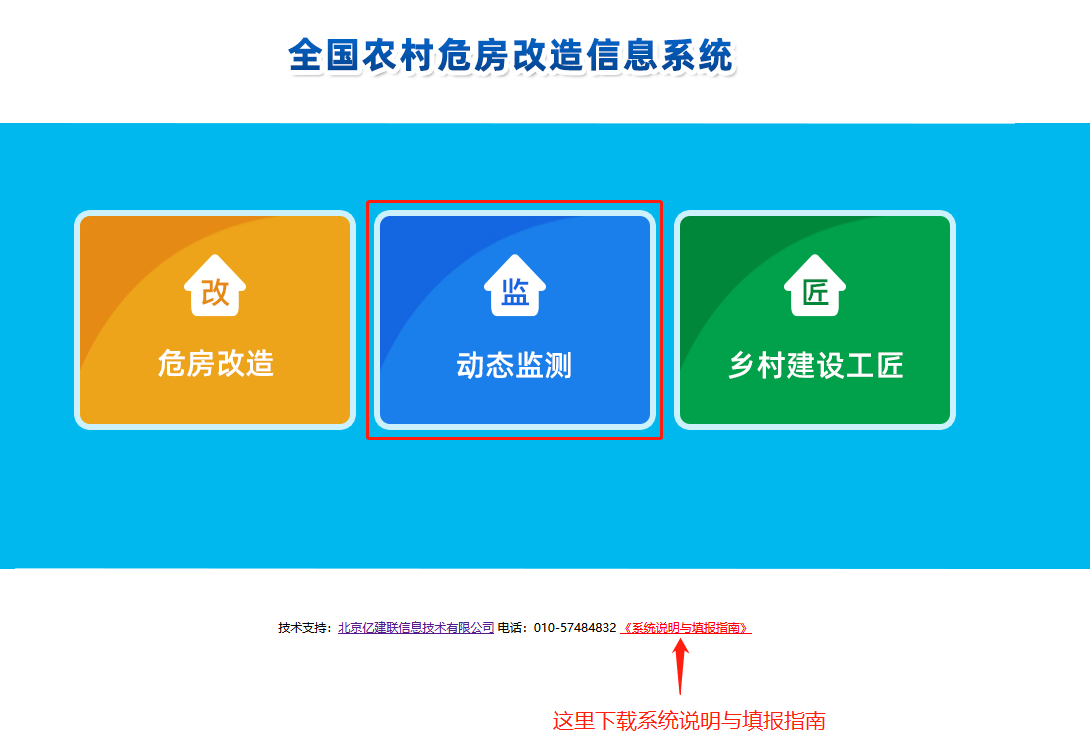 全国农村危房改造信息系统
改
监
匠
危房改造
动态监测
乡村建设工匠
技术支持：北京亿建联信息技术有限公司 电话：010-57484832 《系统说明与填报指南》
这里下载系统说明与填报指南